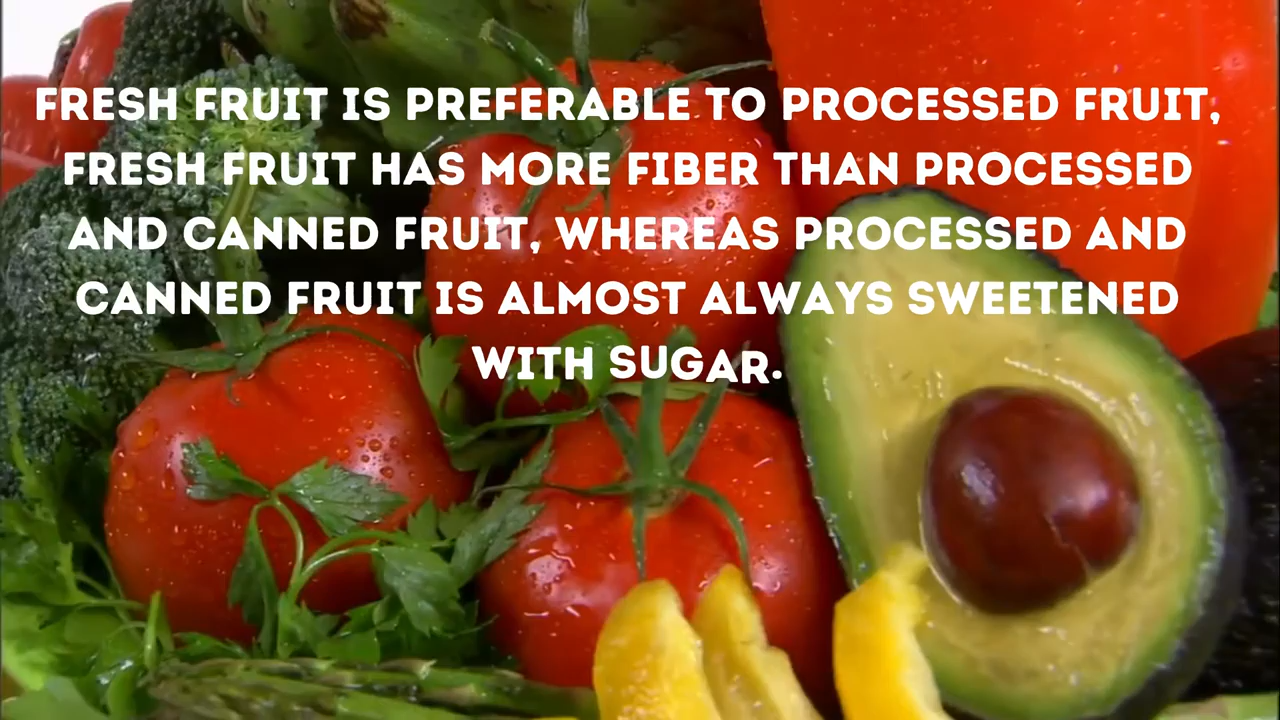 FRESH FRUIT IS PREFERABLE TO PROCESSED FRUIT,
FRESH FRUIT HAS MORE FIBER THAN PROCESSED
AND CANNED FRUIT, WHEREAS PROCESSED AND
CANNED FRUIT IS ALMOST ALWAYS SWEETENED
WITH SUGAR.